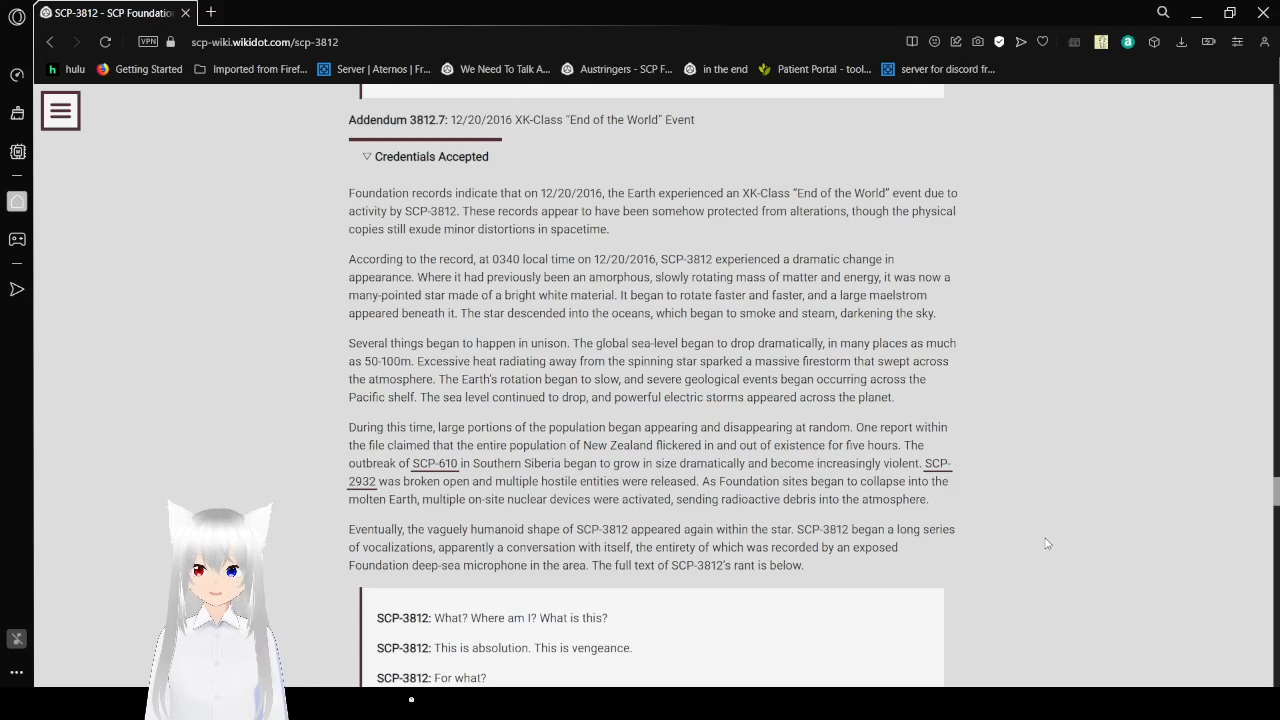 SCP-3812 - SCP Foundatio
scp-wiki.wikidot.com/scp-3812
VPN
hulu
Getting Started
Imported from Firef...
Server | Aternos | Fr...
We Need To Talk A...
Austringers - SCP F...
in the end
Patient Portal - tool...
server for discord fr...
Addendum 3812.7: 12/20/2016 XK-Class “End of the World” Event
▽ Credentials Accepted
Foundation records indicate that on 12/20/2016, the Earth experienced an XK-Class “End of the World” event due to
activity by SCP-3812. These records appear to have been somehow protected from alterations, though the physical
copies still exude minor distortions in spacetime.
According to the record, at 0340 local time on 12/20/2016, SCP-3812 experienced a dramatic change in
appearance. Where it had previously been an amorphous, slowly rotating mass of matter and energy, it was now a
many-pointed star made of a bright white material. It began to rotate faster and faster, and a large maelstrom
appeared beneath it. The star descended into the oceans, which began to smoke and steam, darkening the sky.
Several things began to happen in unison. The global sea-level began to drop dramatically, in many places as much
as 50-100m. Excessive heat radiating away from the spinning star sparked a massive firestorm that swept across
the atmosphere. The Earth’s rotation began to slow, and severe geological events began occurring across the
Pacific shelf. The sea level continued to drop, and powerful electric storms appeared across the planet.
During this time, large portions of the population began appearing and disappearing at random. One report within
the file claimed that the entire population of New Zealand flickered in and out of existence for five hours. The
outbreak of SCP-610 in Southern Siberia began to grow in size dramatically and become increasingly violent. SCP-
2932 was broken open and multiple hostile entities were released. As Foundation sites began to collapse into the
molten Earth, multiple on-site nuclear devices were activated, sending radioactive debris into the atmosphere.
Eventually, the vaguely humanoid shape of SCP-3812 appeared again within the star. SCP-3812 began a long series
of vocalizations, apparently a conversation with itself, the entirety of which was recorded by an exposed
Foundation deep-sea microphone in the area. The full text of SCP-3812’s rant is below.
SCP-3812: What? Where am I? What is this?
SCP-3812: This is absolution. This is vengeance.
SCP-3812: For what?